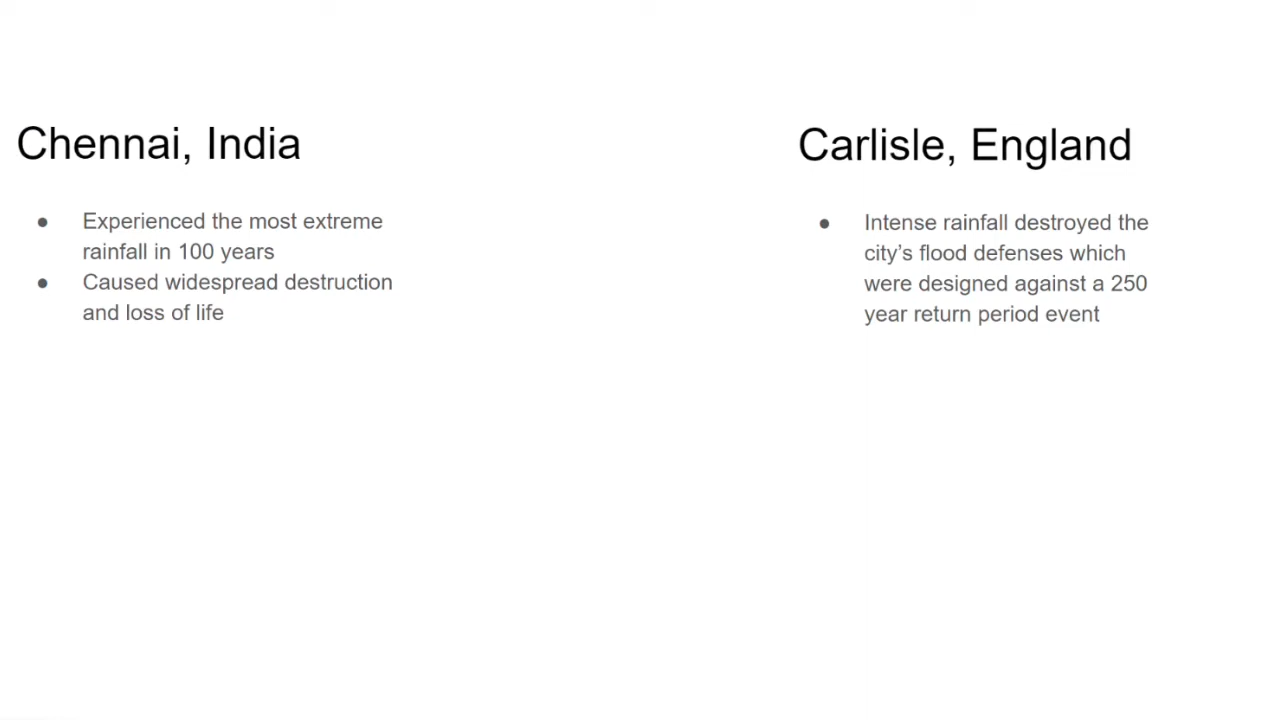 Chennai, India
● Experienced the most extreme
rainfall in 100 years
● Caused widespread destruction
and loss of life
Carlisle, England
● Intense rainfall destroyed the
city’s flood defenses which
were designed against a 250
year return period event